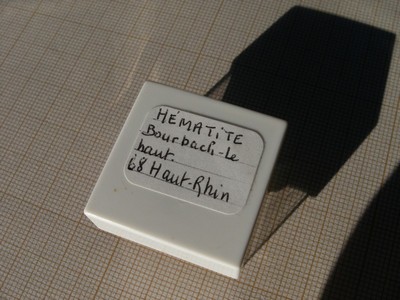 HÉMATITE
Bourbach-le
haut.
68 Haut-Rhin